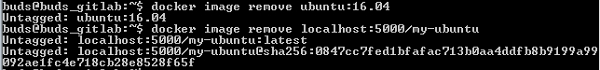 buds@buds_gitlab:~$ docker image remove ubuntu:16.04
Untagged: ubuntu:16.04
buds@buds_gitlab:~$ docker image remove localhost:5000/my-ubuntu
Untagged: localhost:5000/my-ubuntu:latest
Untagged: localhost:5000/my-ubuntu@sha256:0847cc7fed1bfafac713b0aa4ddfb8b9199a99
092ae1fc4e718cb28e8528f65f